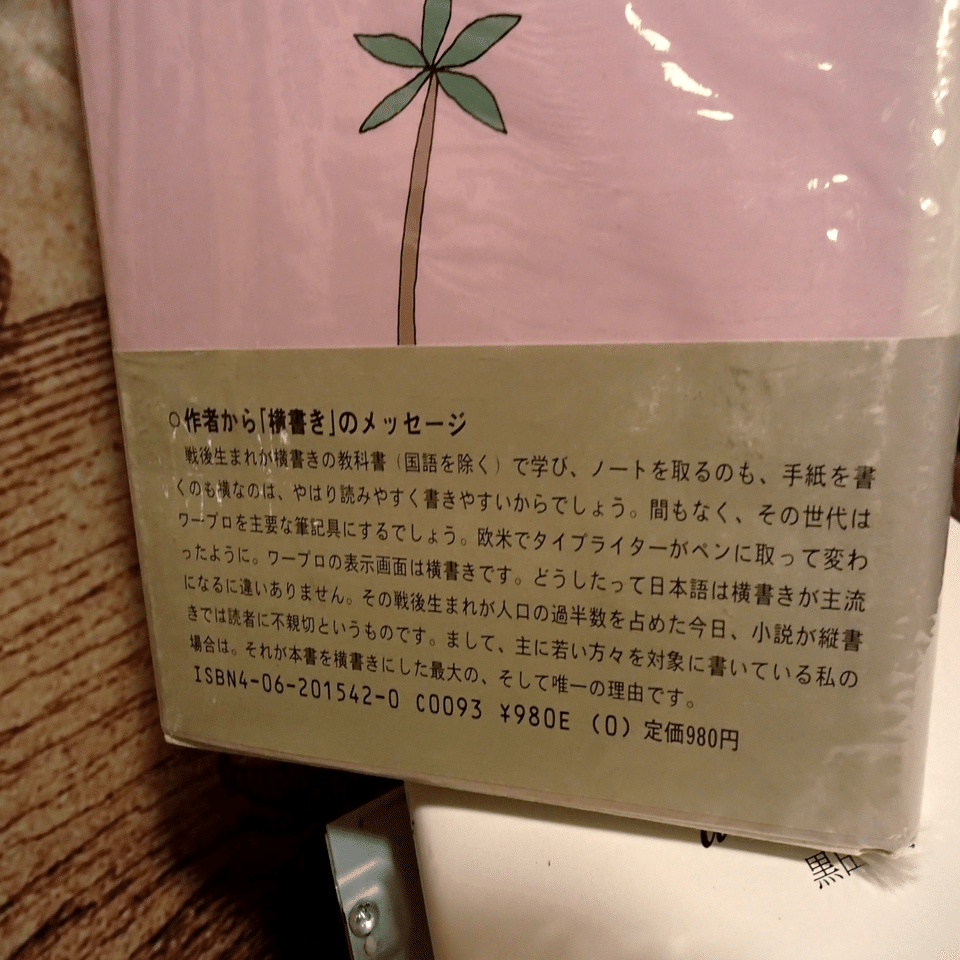 ○作者から「横書き」のメッセージ
戦後生まれが横書きの教科書（国語を除く）で学び、ノートを取るのも、手紙を書
くのも横なのは、やはり読みやすく書きやすいからでしょう。間もなく、その世代は
ワープロを主要な筆記具にするでしょう。欧米でタイプライターがペンに取って変わ
ったように。ワープロの表示画面は横書きです。どうしたって日本語は横書きが主流
になるに違いありません。その戦後生まれが人口の過半数を占めた今日、小説が縦書
きでは読者に不親切というものです。まして、主に若い方々を対象に書いている私の
場合は。それが本書を横書きにした最大の、そして唯一の理由です。
ISBN4-06-201542-0 C0093 ¥980E (0) 定価980円
黒